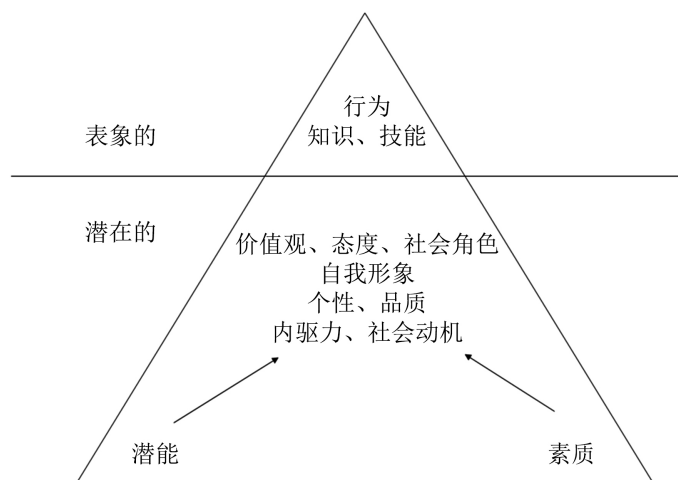 行为
表象的
知识、技能
潜在的
价值观、态度、社会角色
自我形象
个性、品质
内驱力、社会动机
潜能
素质